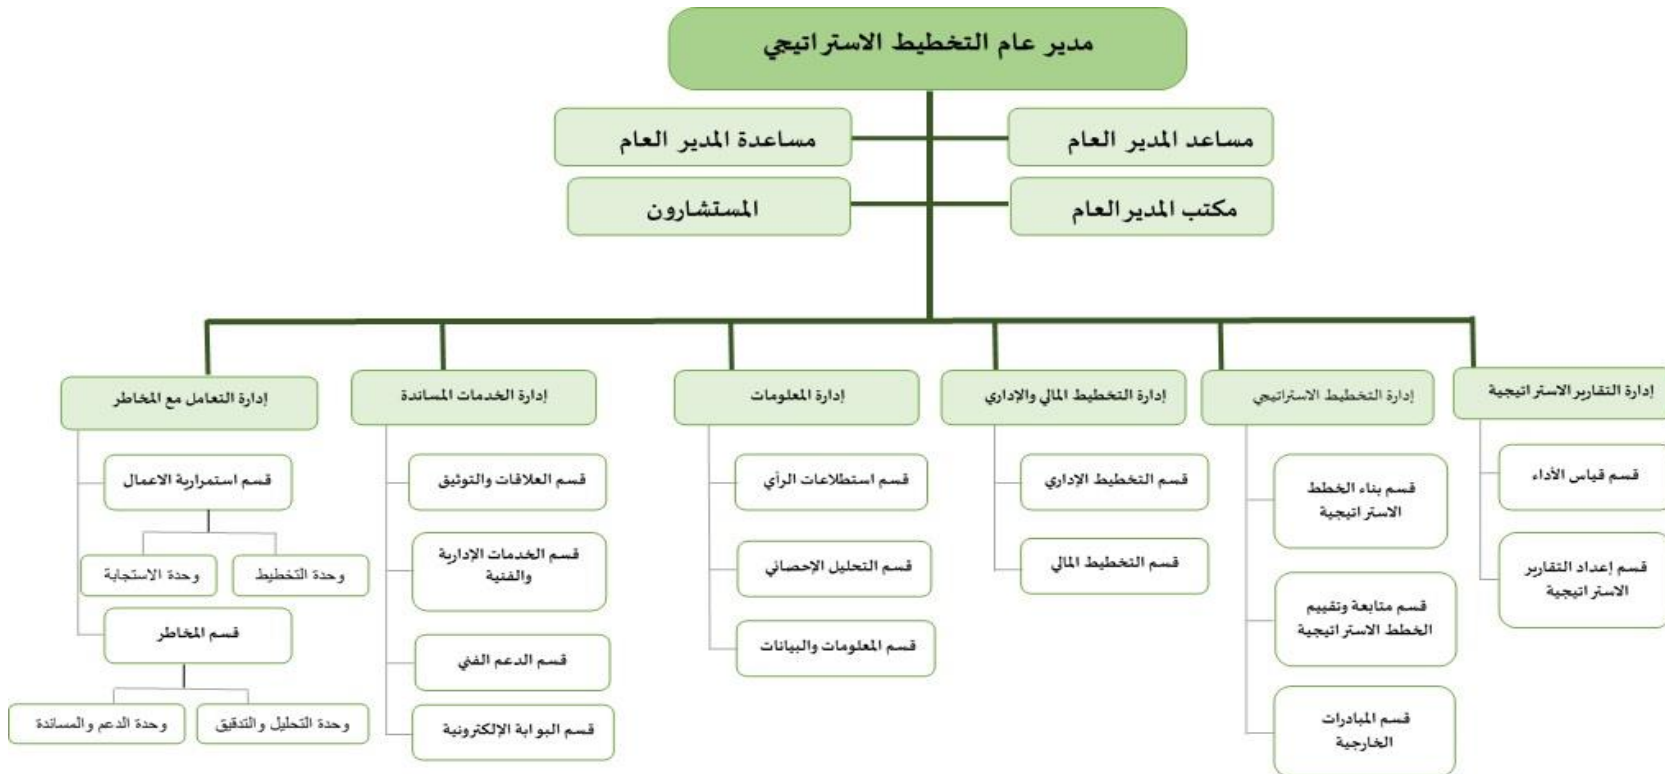 مدير عام التخطيط الاستراتيجي
مساعد المدير العام
مساعدة المدير العام
مكتب المدير العام
المستشارون
إدارة التقارير الاستراتيجية
قسم قياس الأداء
قسم إعداد التقارير
الاستراتيجية
إدارة التخطيط الاستراتيجي
قسم بناء الخطط
الاستراتيجية
قسم متابعة وتقييم
الخطط الاستراتيجية
قسم المبادرات
الخارجية
إدارة التخطيط المالي والإداري
قسم التخطيط الإداري
قسم التخطيط المالي
إدارة المعلومات
قسم استطلاعات الرأي
قسم التحليل الإحصائي
قسم المعلومات والبيانات
إدارة الخدمات المساندة
قسم العلاقات والتوثيق
قسم الخدمات الإدارية
والفنية
قسم الدعم الفني
قسم البوابة الإلكترونية
إدارة التعامل مع المخاطر
قسم استمرارية الاعمال
وحدة التخطيط
وحدة الاستجابة
قسم المخاطر
وحدة التحليل والتدقيق
وحدة الدعم والمساندة